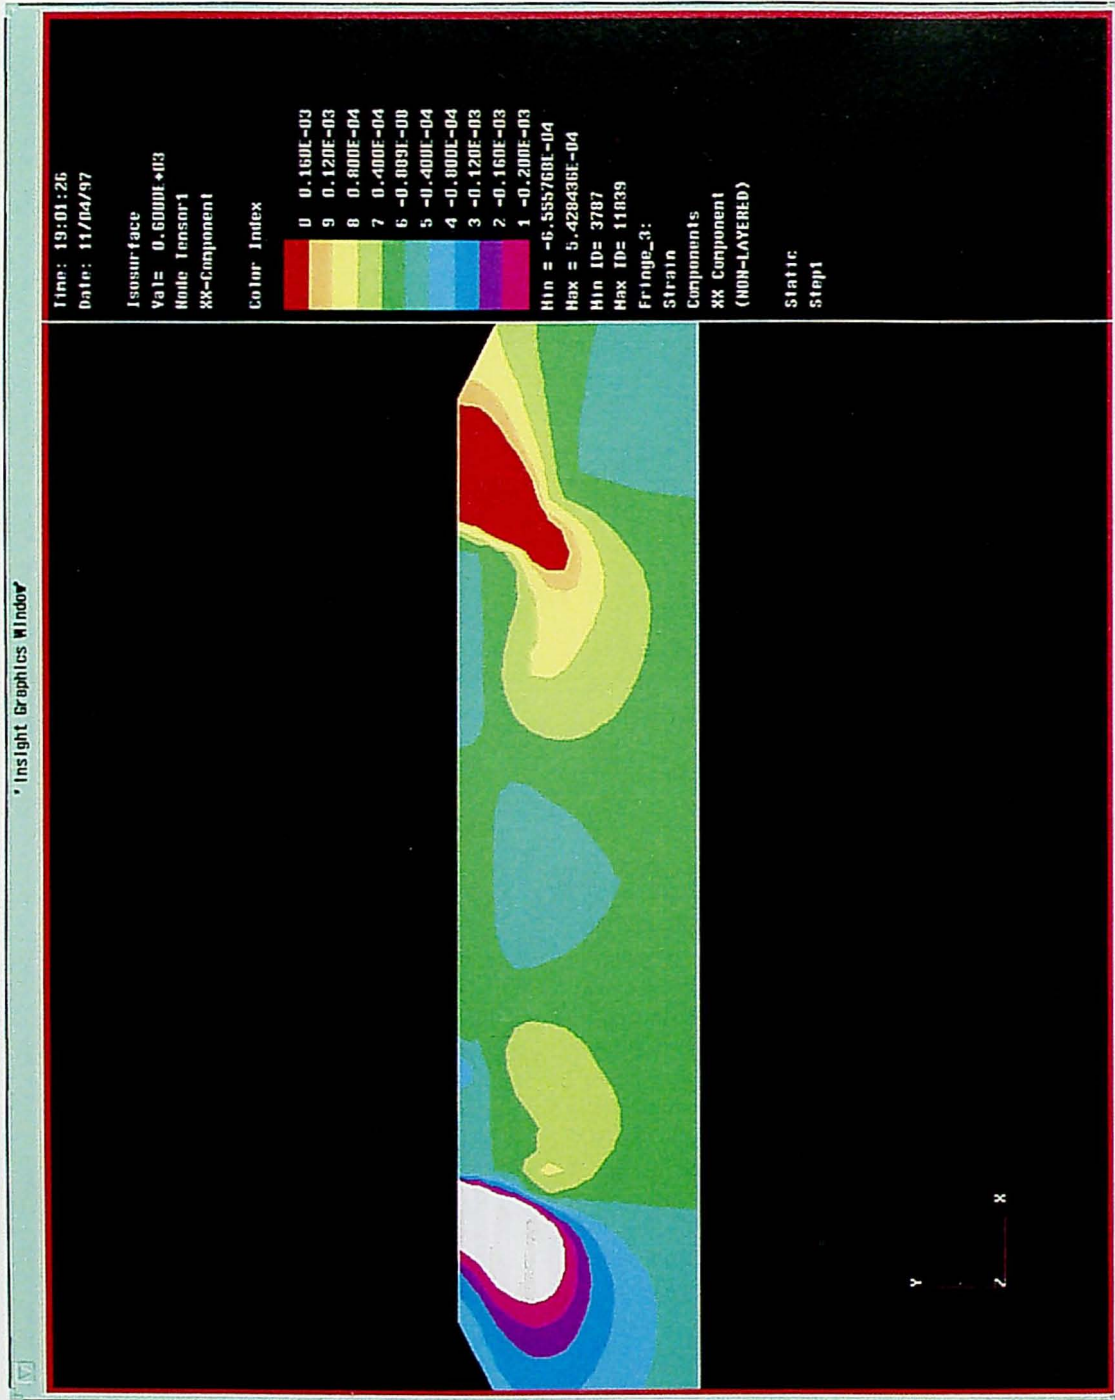 "Insight Graphics Window"
Time: 19:01:26
Date: 11/04/97
Isosurface
Val= 0.6000E+03
Node Tensor1
XX-Component
Color Index
0 0.160E-03
9 0.120E-03
8 0.800E-04
7 0.400E-04
6 -0.889E-08
5 -0.400E-04
4 -0.800E-04
3 -0.120E-03
2 -0.160E-03
1 -0.200E-03
Min = -6.555768E-04
Max = 5.428436E-04
Min ID= 3787
Max ID= 11839
Fringe_3:
Strain
Components
XX Component
(NON-LAYERED)
Static
Step1
Y
Z X